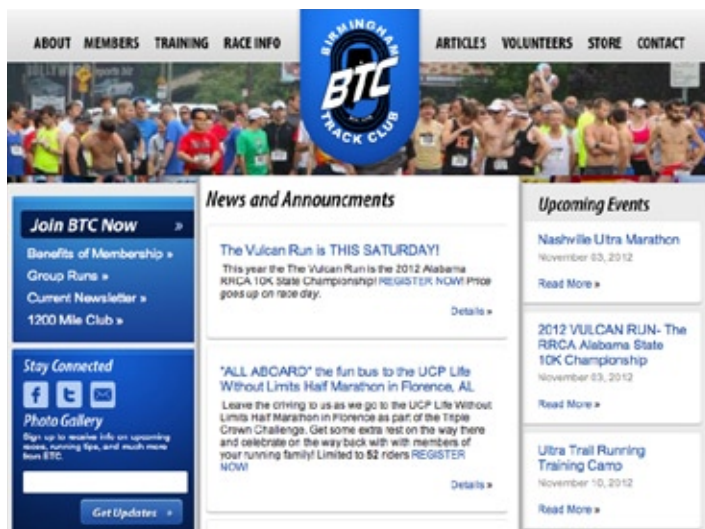 ABOUT MEMBERS TRAINING RACE INFO
BIRMINGHAM
BTC
TRACK CLUB
ARTICLES VOLUNTEERS STORE CONTACT
Join BTC Now »
Benefits of Membership »
Group Runs »
Current Newsletter »
1200 Mile Club »
Stay Connected
Photo Gallery
Sign up to receive info on upcoming
races, running tips, and much more
from BTC.
Get Updates »
News and Announcments
The Vulcan Run is THIS SATURDAY!
This year the The Vulcan Run is the 2012 Alabama
RRCA 10K State Championship! REGISTER NOW! Price
goes up on race day.
Details »
"ALL ABOARD" the fun bus to the UCP Life
Without Limits Half Marathon in Florence, AL
Leave the driving to us as we go to the UCP Life Without
Limits Half Marathon in Florence as part of the Triple
Crown Challenge. Get some extra rest on the way there
and celebrate on the way back with with members of
your running family! Limited to 52 riders REGISTER
NOW!
Details »
Upcoming Events
Nashville Ultra Marathon
November 03, 2012
Read More »
2012 VULCAN RUN- The
RRCA Alabama State
10K Championship
November 03, 2012
Read More »
Ultra Trail Running
Training Camp
November 10, 2012
Read More »